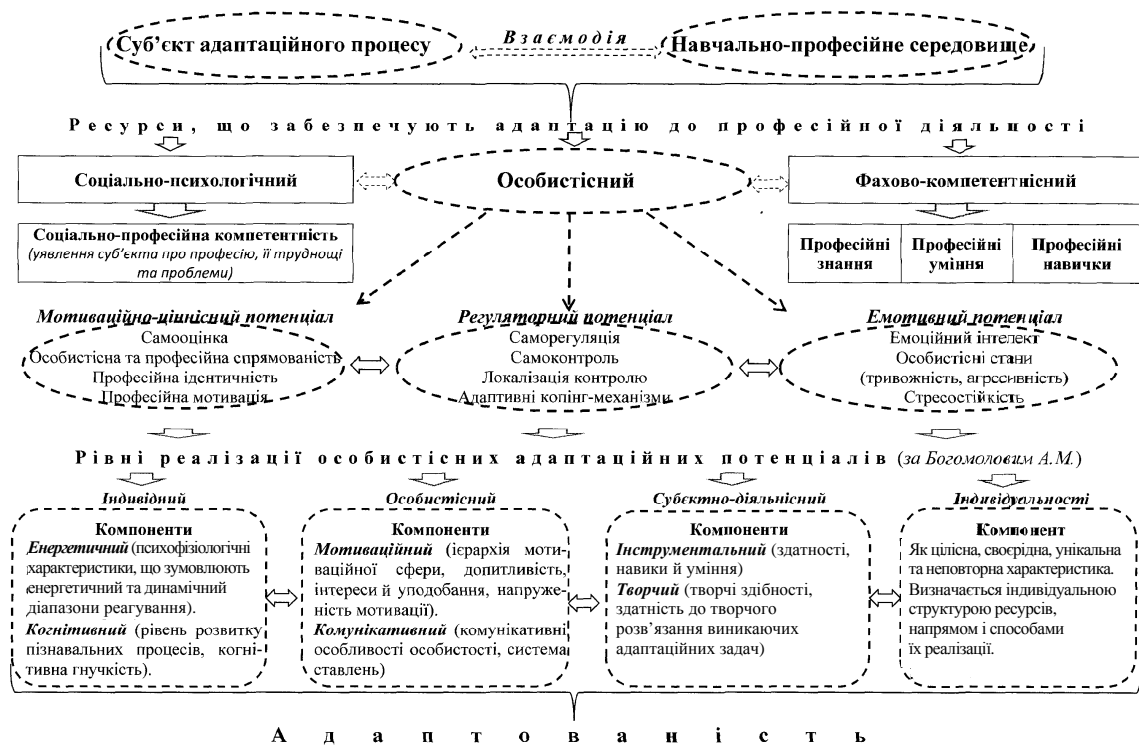 Суб’єкт адаптаційного процесу
Взаємодія
Навчально-професійне середовище
Ресурси, що забезпечують адаптацію до професійної діяльності
Соціально-психологічний
Особистісний
Фахово-компетентнісний
Соціально-професійна компетентність
(уявлення суб’єкта про професію, її труднощі
та проблеми)
Професійні
знання
Професійні
уміння
Професійні
навички
Мотиваційно-ціннісний потенціал
Самооцінка
Особистісна та професійна спрямованість
Професійна ідентичність
Професійна мотивація
Регуляторний потенціал
Саморегуляція
Самоконтроль
Локалізація контролю
Адаптивні копінг-механізми
Емотивний потенціал
Емоційний інтелект
Особистісні стани
(тривожність, агресивність)
Стресостійкість
Рівні реалізації особистісних адаптаційних потенціалів (за Богомоловим А.М.)
Індивідний
Компоненти
Енергетичний (психофізіологічні
характеристики, що зумовлюють
енергетичний та динамічний
діапазони реагування).
Когнітивний (рівень розвитку
пізнавальних процесів, когні-
тивна гнучкість).
Особистісний
Компоненти
Мотиваційний (ієрархія моти-
ваційної сфери, допитливість,
інтереси й уподобання, напруже-
ність мотивації).
Комунікативний (комунікативні
особливості особистості, система
ставлень)
Субєктно-діяльнісний
Компоненти
Інструментальний (здатності,
навики й уміння)
Творчий (творчі здібності,
здатність до творчого
розв’язання виникаючих
адаптаційних задач)
Індивідуальності
Компонент
Як цілісна, своєрідна, унікальна
та неповторна характеристика.
Визначається індивідуальною
структурою ресурсів,
напрямом і способами
їх реалізації.
Адаптованість